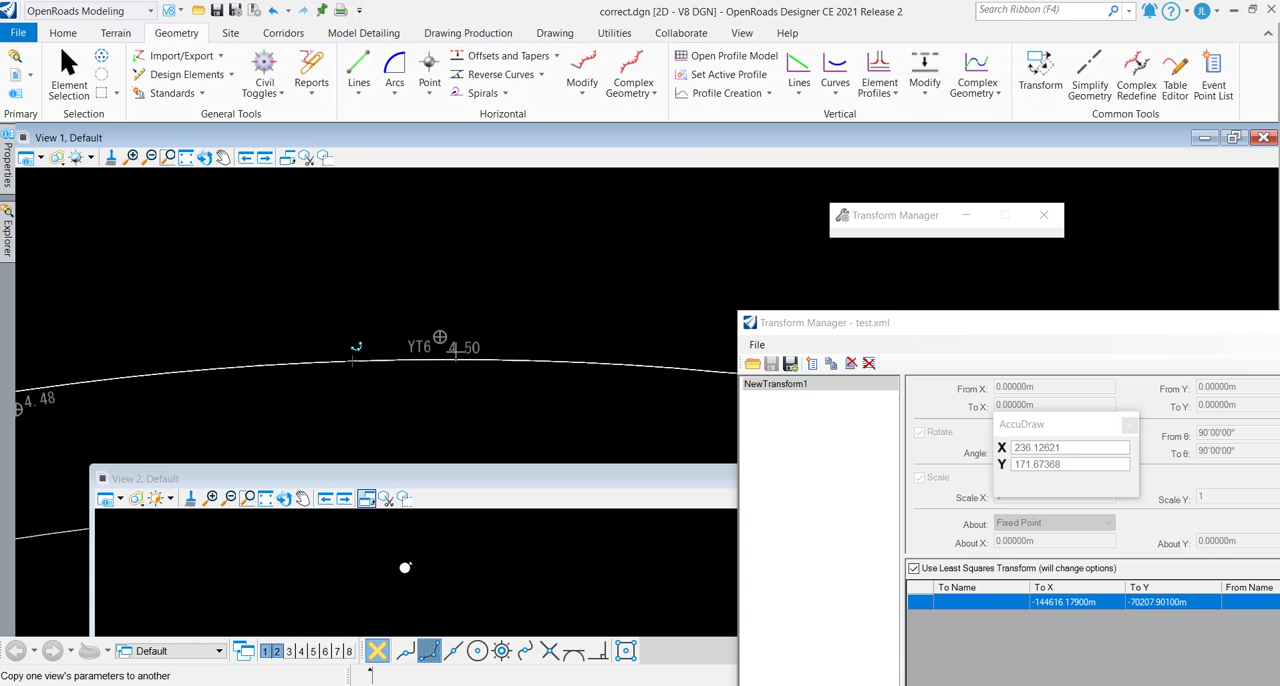 OpenRoads Modeling
correct.dgn [2D - V8 DGN] - OpenRoads Designer CE 2021 Release 2
Search Ribbon (F4)
JL
File Home Terrain Geometry Site Corridors Model Detailing Drawing Production Drawing Utilities Collaborate View Help
Element Selection
Import/Export
Design Elements
Standards
Civil Toggles
Reports
Lines
Arcs
Point
Offsets and Tapers
Reverse Curves
Spirals
Modify
Complex Geometry
Open Profile Model
Set Active Profile
Profile Creation
Lines
Curves
Element Profiles
Modify
Complex Geometry
Transform
Simplify Geometry
Complex Redefine
Table Editor
Event Point List
Primary Selection General Tools Horizontal Vertical Common Tools
View 1, Default
Properties
Explorer
Transform Manager
YT6
4.50
4.48
Transform Manager - test.xml
File
NewTransform1
From X: 0.00000m From Y: 0.00000m
To X: 0.00000m To Y: 0.00000m
AccuDraw
Rotate From θ: 90°00'00"
X 236.12621
Angle: To θ: 90°00'00"
Y 171.67368
Scale
Scale X: Scale Y: 1
About: Fixed Point
About X: 0.00000m About Y: 0.00000m
Use Least Squares Transform (will change options)
To Name To X To Y From Name
-144616.17900m -70207.90100m
View 2, Default
Default
1 2 3 4 5 6 7 8
Copy one view's parameters to another